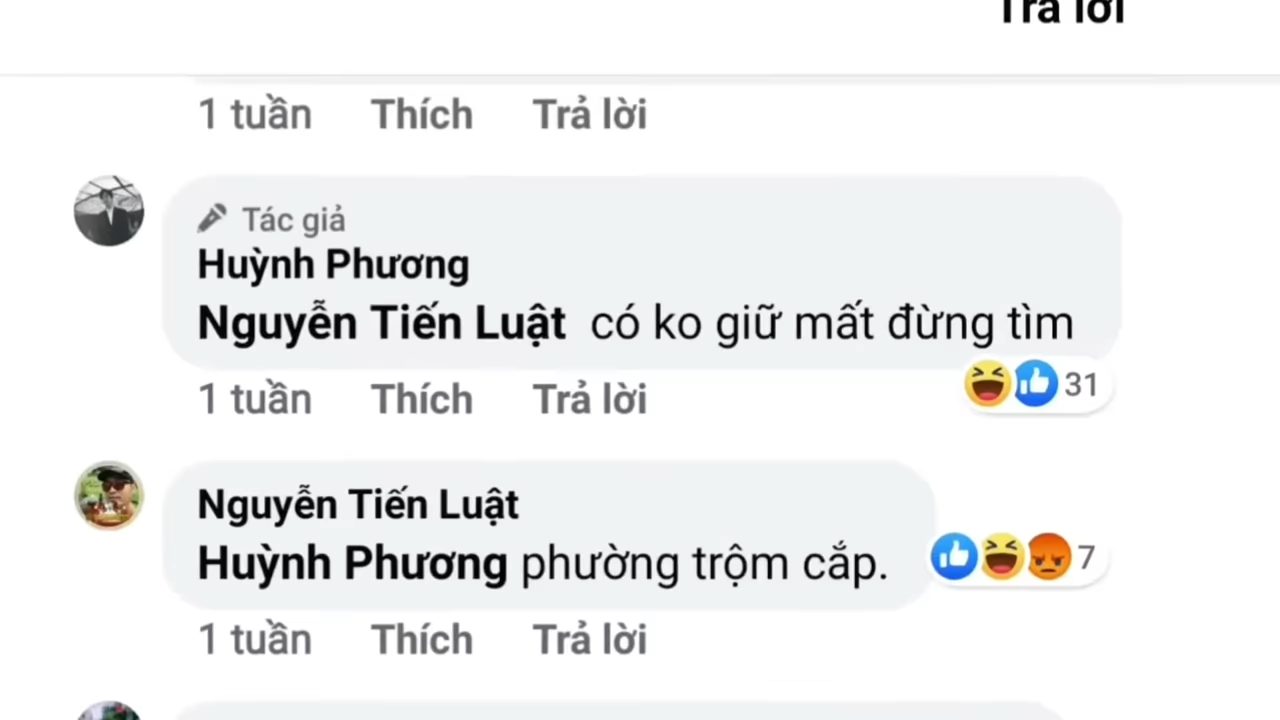 Trả lời
1 tuần Thích Trả lời
Tác giả
Huỳnh Phương
Nguyễn Tiến Luật có ko giữ mất đừng tìm
1 tuần Thích Trả lời 31
Nguyễn Tiến Luật
Huỳnh Phương phường trộm cắp. 7
1 tuần Thích Trả lời